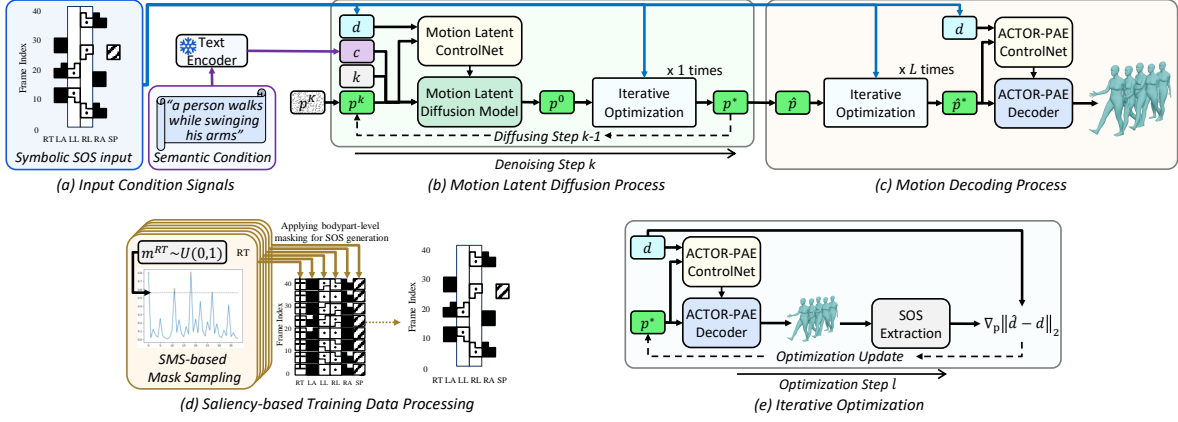 40
30
20
10
0
Frame Index
RT LA LL RL RA SP
Symbolic SOS input
Text
Encoder
"a person walks
while swinging
his arms"
Semantic Condition
(a) Input Condition Signals
d
c
k
p^K
p^k
Motion Latent
ControlNet
Motion Latent
Diffusion Model
p^0
x 1 times
Iterative
Optimization
p*
Diffusing Step k-1
Denoising Step k
(b) Motion Latent Diffusion Process
p̂
x L times
Iterative
Optimization
p̂*
d
ACTOR-PAE
ControlNet
ACTOR-PAE
Decoder
(c) Motion Decoding Process
m^RT~U(0,1)
RT
SMS-based
Mask Sampling
Applying bodypart-level
masking for SOS generation
40
30
20
10
0
Frame Index
RT LA LL RL RA SP
40
30
20
10
0
Frame Index
RT LA LL RL RA SP
(d) Saliency-based Training Data Processing
d
ACTOR-PAE
ControlNet
p*
ACTOR-PAE
Decoder
SOS
Extraction
∇p‖d̂ − d‖2
Optimization Update
Optimization Step l
(e) Iterative Optimization